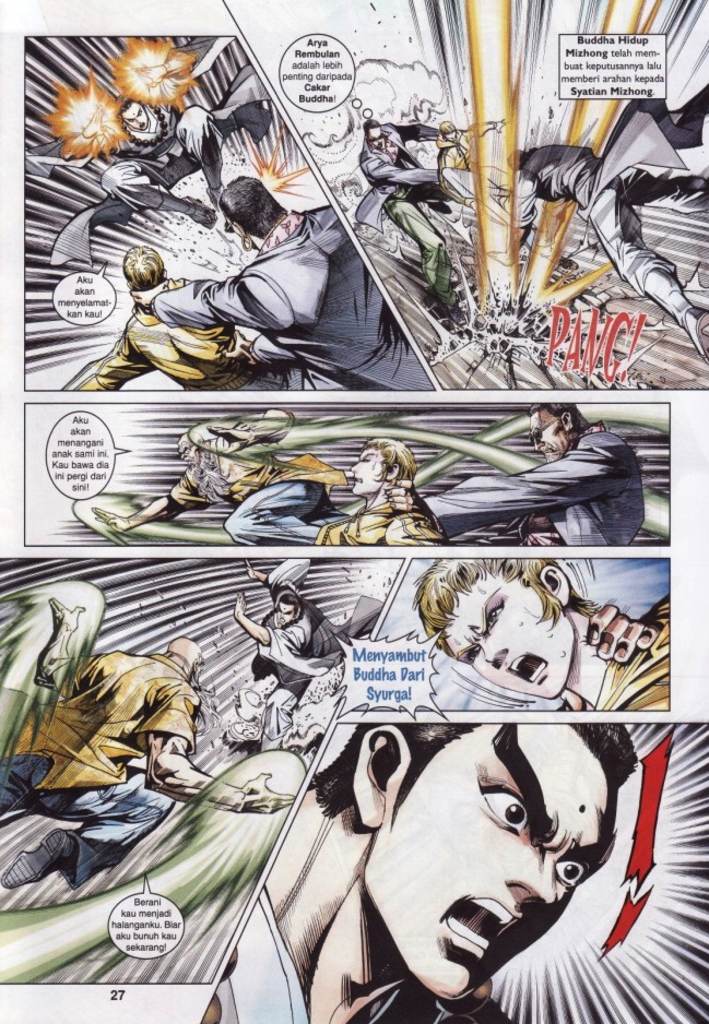 Aku
akan
menyelamat-
kan kau!
Arya
Rembulan
adalah lebih
penting daripada
Cakar
Buddha!
Buddha Hidup
Mizhong telah mem-
buat keputusannya lalu
memberi arahan kepada
Syatian Mizhong.
PANG!
Aku
akan
menangani
anak sami ini.
Kau bawa dia
ini pergi dari
sini!
Menyambut
Buddha Dari
Syurga!
Berani
kau menjadi
halanganku. Biar
aku bunuh kau
sekarang!
27